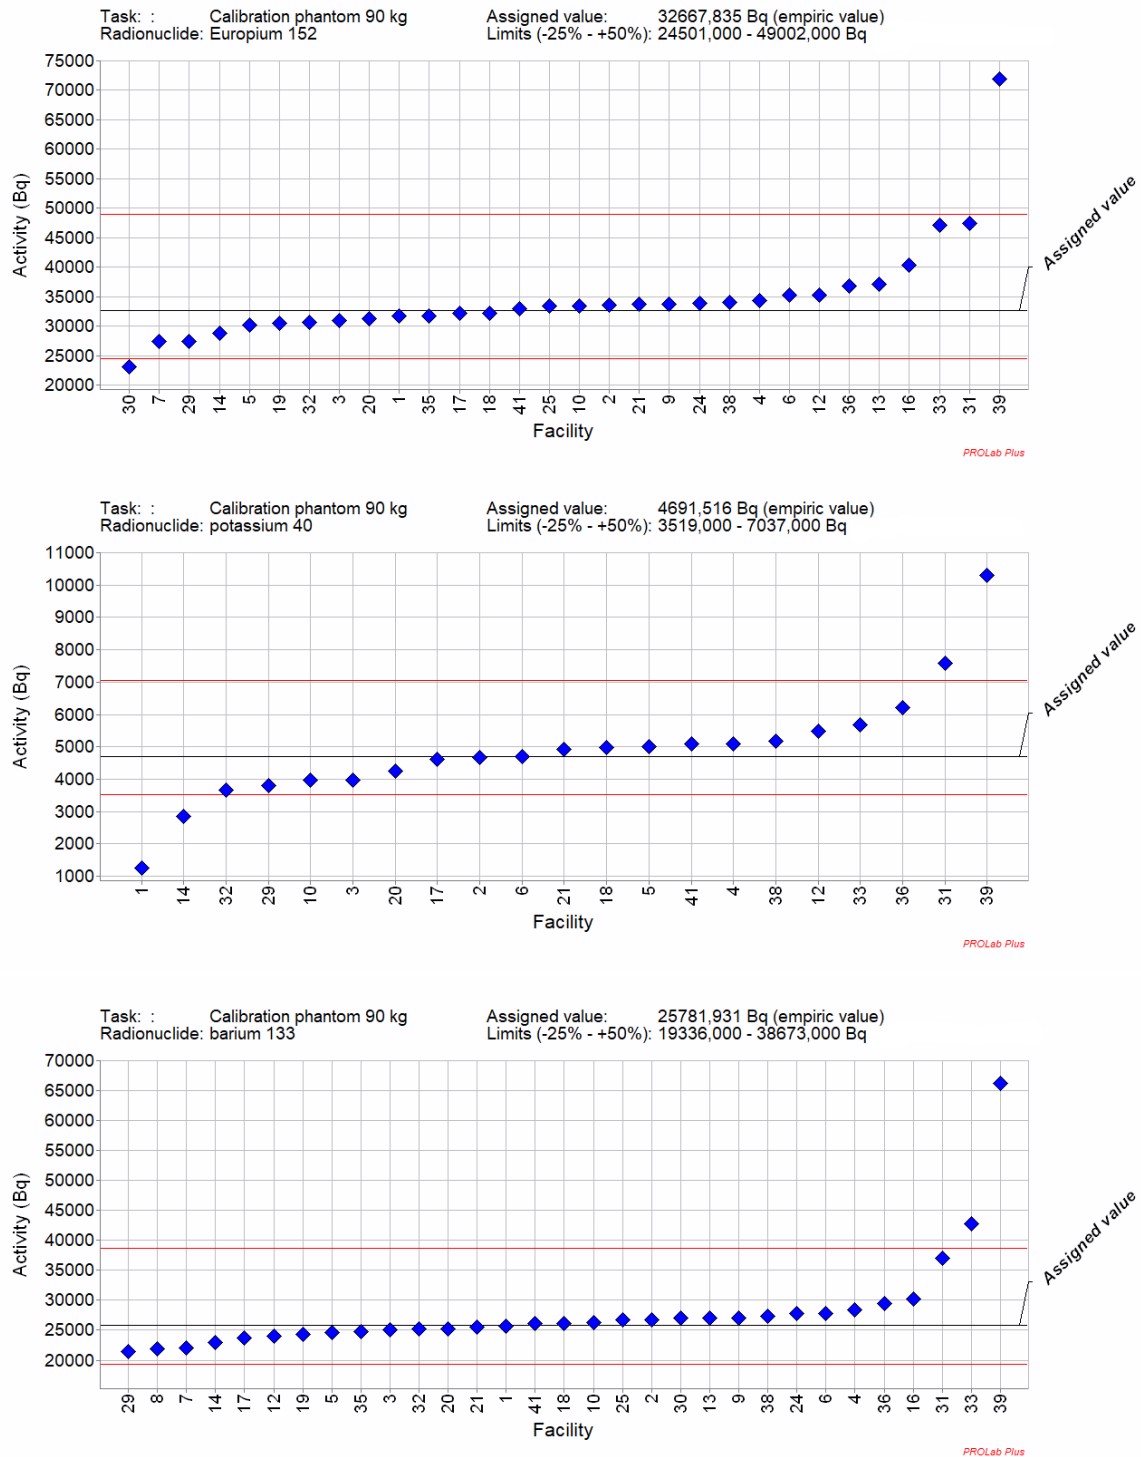 Task: : Calibration phantom 90 kg Assigned value: 32667,835 Bq (empiric value)
Radionuclide: Europium 152 Limits (-25% - +50%): 24501,000 - 49002,000 Bq
75000
70000
65000
60000
55000
50000
45000
40000
35000
30000
25000
20000
Activity (Bq)
Assigned value
30 7 29 14 5 19 32 3 20 1 35 17 18 41 25 10 2 21 9 24 38 4 6 12 36 13 16 33 31 39
Facility
PROLab Plus
Task: : Calibration phantom 90 kg Assigned value: 4691,516 Bq (empiric value)
Radionuclide: potassium 40 Limits (-25% - +50%): 3519,000 - 7037,000 Bq
11000
10000
9000
8000
7000
6000
5000
4000
3000
2000
1000
Activity (Bq)
Assigned value
1 14 32 29 10 3 20 17 2 6 21 18 5 41 4 38 12 33 36 31 39
Facility
PROLab Plus
Task: : Calibration phantom 90 kg Assigned value: 25781,931 Bq (empiric value)
Radionuclide: barium 133 Limits (-25% - +50%): 19336,000 - 38673,000 Bq
70000
65000
60000
55000
50000
45000
40000
35000
30000
25000
20000
Activity (Bq)
Assigned value
29 8 7 14 17 12 19 5 35 3 32 20 21 1 41 18 10 25 2 30 13 9 38 24 6 4 36 16 31 33 39
Facility
PROLab Plus